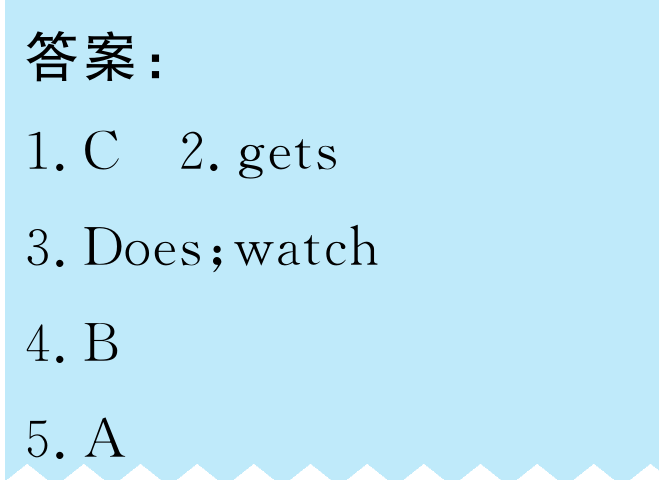 答案：
1. C 2. gets
3. Does;watch
4. B
5. A